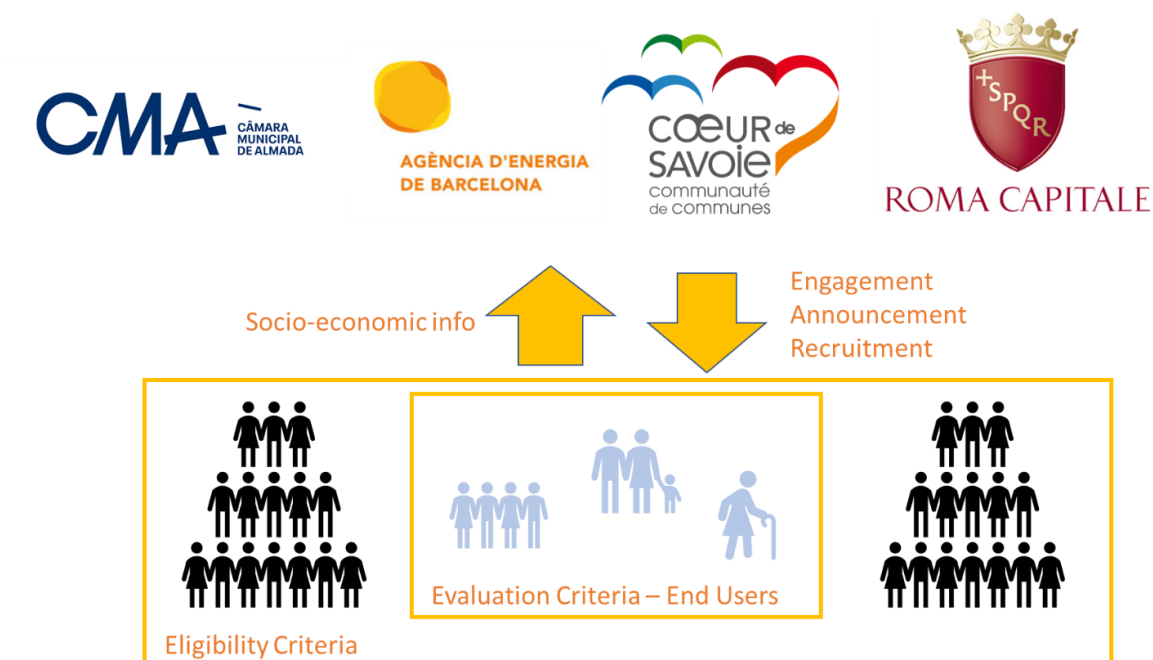 CMA
CÂMARA
MUNICIPAL
DE ALMADA
AGÈNCIA D'ENERGIA
DE BARCELONA
CŒUR de
SAVOIE
communauté
de communes
+SPQR
ROMA CAPITALE
Socio-economic info
Engagement
Announcement
Recruitment
Evaluation Criteria – End Users
Eligibility Criteria